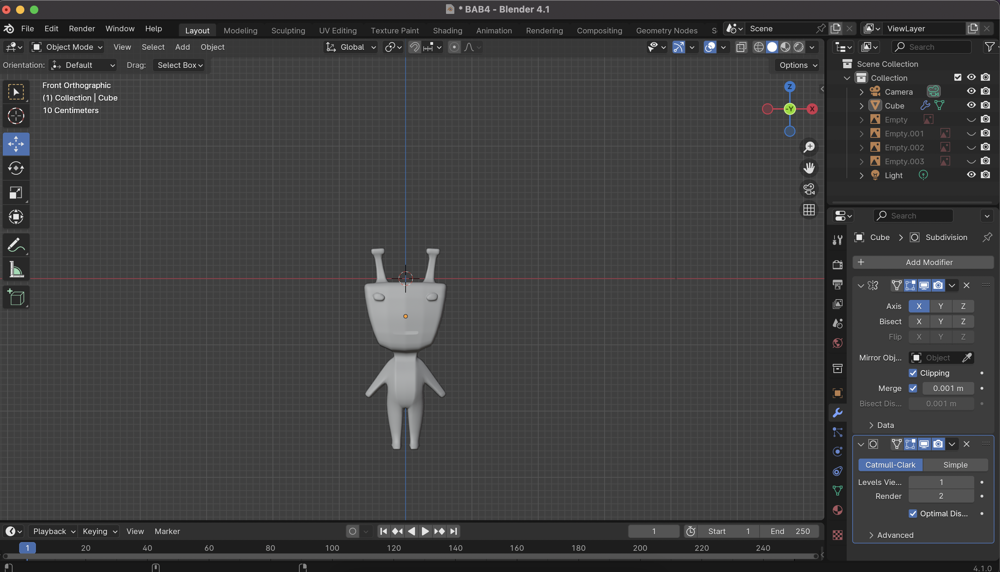 * BAB4 - Blender 4.1
File Edit Render Window Help Layout Modeling Sculpting UV Editing Texture Paint Shading Animation Rendering Compositing Geometry Nodes Scene ViewLayer
Object Mode View Select Add Object Global Search
Orientation: Default Drag: Select Box Options
Front Orthographic
(1) Collection | Cube
10 Centimeters
Z
-Y
X
Scene Collection
Collection
Camera
Cube
Empty
Empty.001
Empty.002
Empty.003
Light
Search
Cube > Subdivision
+ Add Modifier
Axis X Y Z
Bisect X Y Z
Flip X Y Z
Mirror Obj... Object
Clipping
Merge 0.001 m
Bisect Dis... 0.001 m
> Data
Catmull-Clark Simple
Levels Vie... 1
Render 2
Optimal Dis...
> Advanced
Playback Keying View Marker 1 Start 1 End 250
1 20 40 60 80 100 120 140 160 180 200 220 240
4.1.0